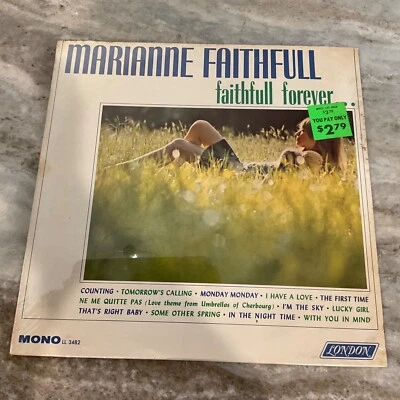 MARIANNE FAITHFULL
faithfull forever...
YOU PAY ONLY
$2.79
COUNTING • TOMORROW'S CALLING • MONDAY MONDAY • I HAVE A LOVE • THE FIRST TIME
NE ME QUITTE PAS (Love theme from Umbrellas of Cherbourg) • I'M THE SKY • LUCKY GIRL
THAT'S RIGHT BABY • SOME OTHER SPRING • IN THE NIGHT TIME • WITH YOU IN MIND
MONO LL 3482
LONDON